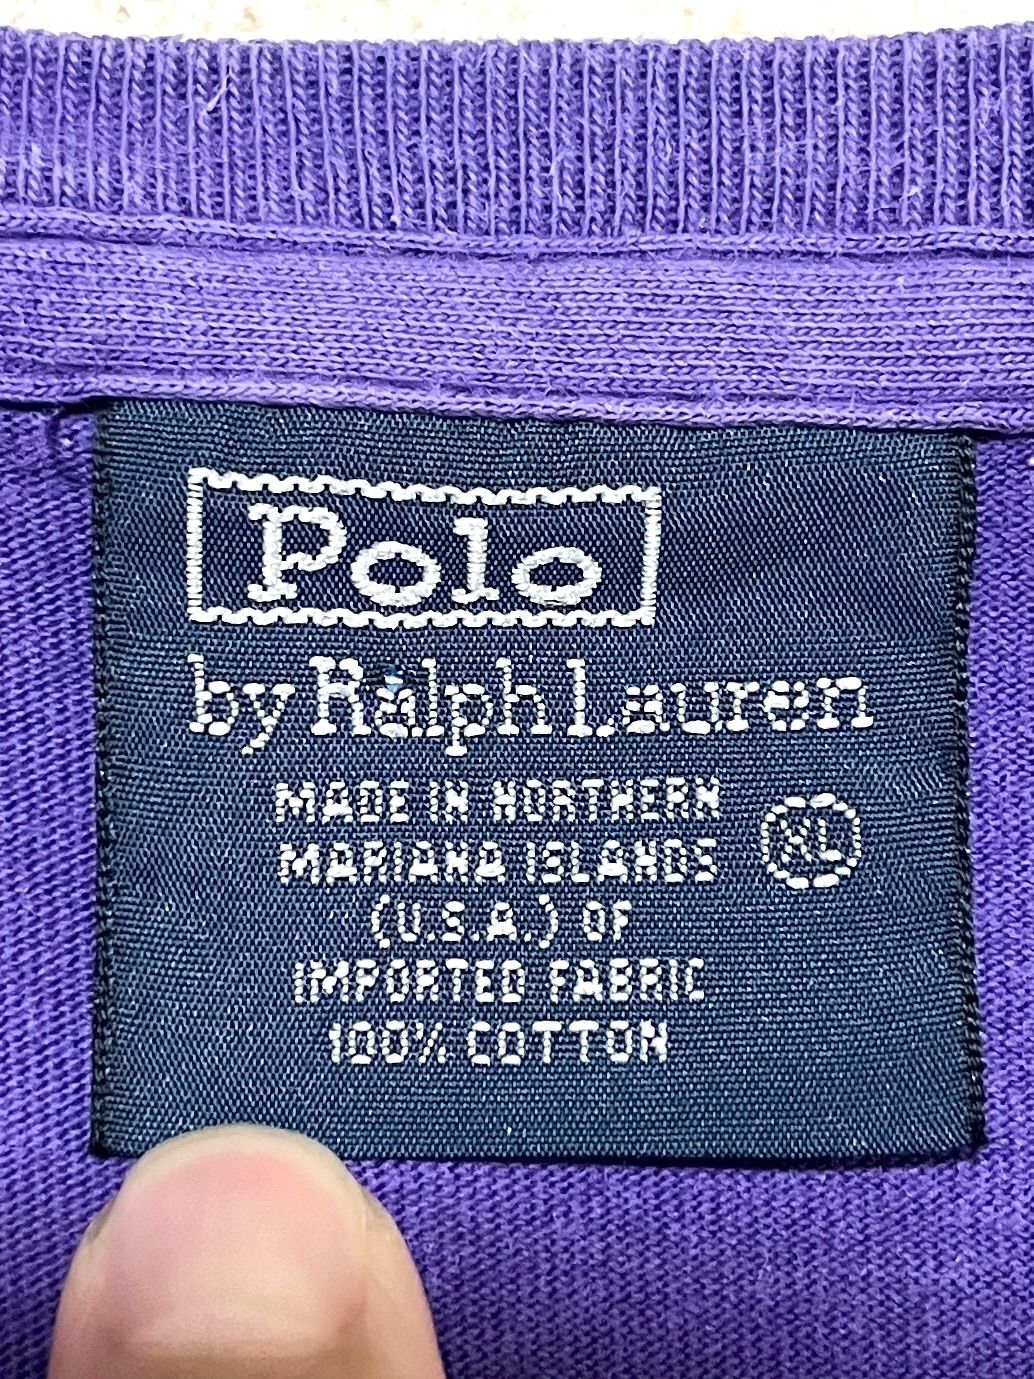 Polo
by Ralph Lauren
MADE IN NORTHERN
MARIANA ISLANDS
(U.S.A.) OF
IMPORTED FABRIC
100% COTTON
XL